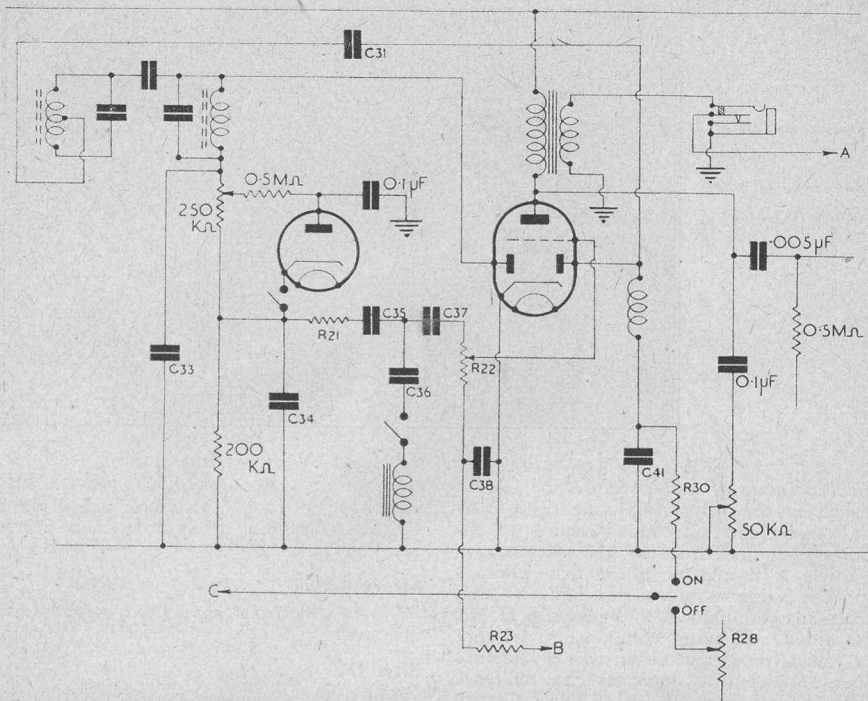 C31
A
0.5MΩ
0.1µF
250
KΩ
.005µF
C35
C37
0.5MΩ
R21
R22
C33
C36
0.1µF
C34
200
KΩ
C38
C41
R30
50KΩ
ON
C
OFF
R23
B
R28